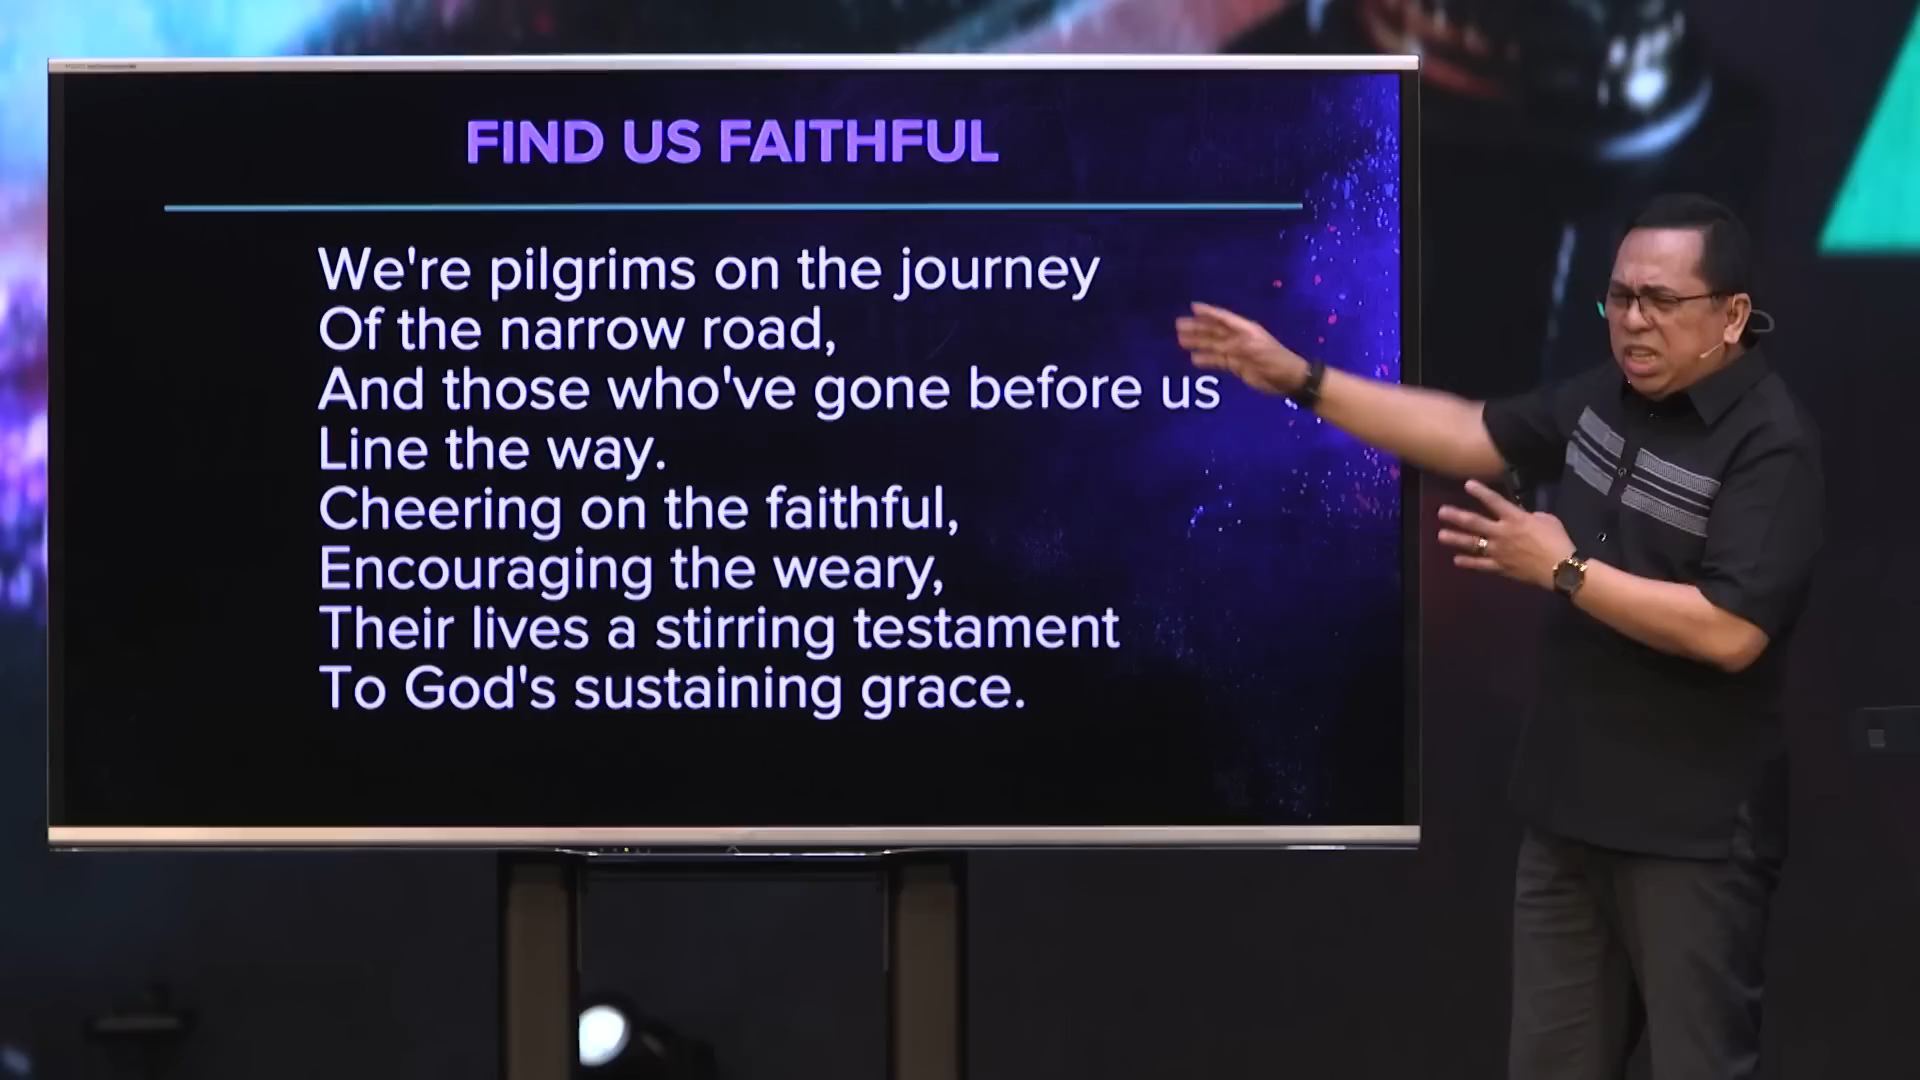 FIND US FAITHFUL
We're pilgrims on the journey
Of the narrow road,
And those who've gone before us
Line the way.
Cheering on the faithful,
Encouraging the weary,
Their lives a stirring testament
To God's sustaining grace.